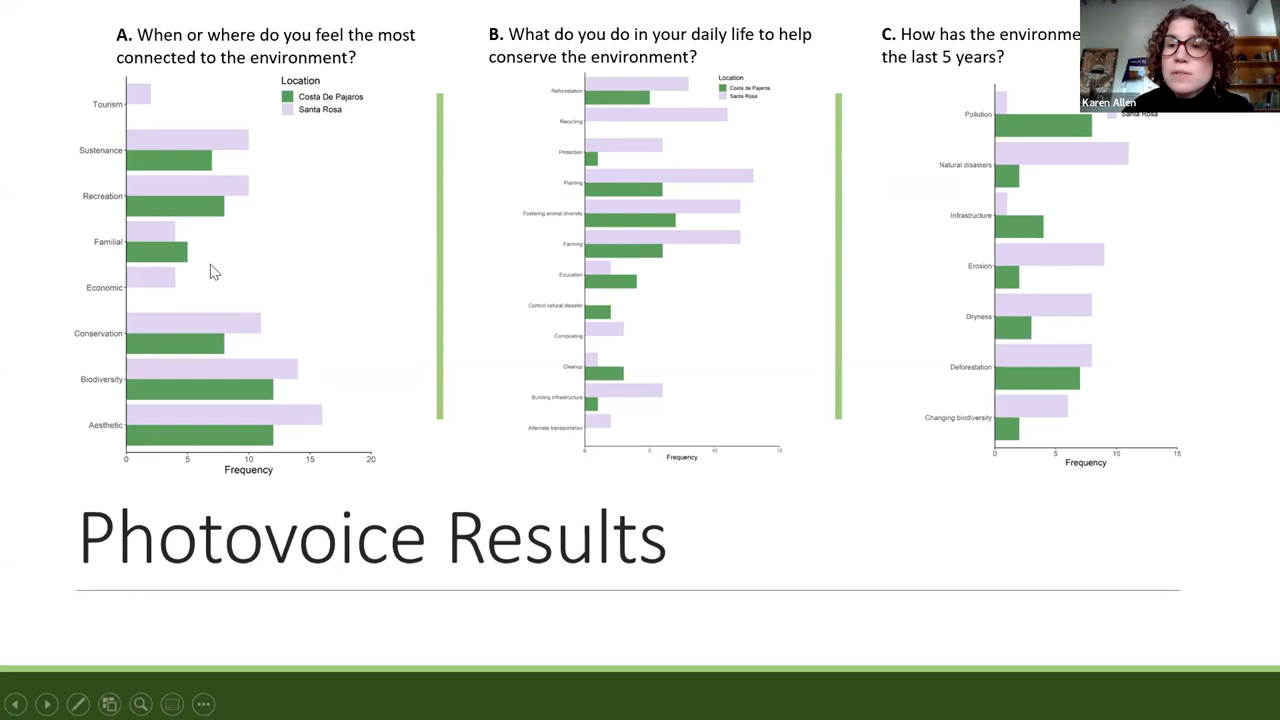 A. When or where do you feel the most
connected to the environment?
Location
Costa De Pajaros
Santa Rosa
Tourism
Sustenance
Recreation
Familial
Economic
Conservation
Biodiversity
Aesthetic
0 5 10 15 20
Frequency
B. What do you do in your daily life to help
conserve the environment?
Location
Costa de Pajaros
Santa Rosa
Reforestation
Recycling
Protection
Planting
Fostering animal diversity
Farming
Education
Control natural disaster
Composting
Cleanup
Building infrastructure
Alternate transportation
0 5 10 15
Frequency
C. How has the environme
the last 5 years?
Karen Allen
Santa Rosa
Pollution
Natural disasters
Infrastructure
Erosion
Dryness
Deforestation
Changing biodiversity
0 5 10 15
Frequency
Photovoice Results